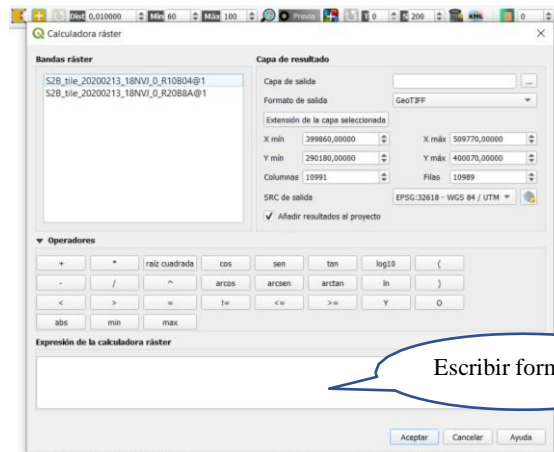 Dist 0,010000 Min 60 Máx 100 Previa T 0 S 200 KML 0
Calculadora ráster
Bandas ráster
S2B_tile_20200213_18NVJ_0_R10B04@1
S2B_tile_20200213_18NVJ_0_R20B8A@1
Capa de resultado
Capa de salida ...
Formato de salida GeoTIFF
Extensión de la capa seleccionada
X mín 399860,00000 X máx 509770,00000
Y mín 290180,00000 Y máx 400070,00000
Columnas 10991 Filas 10989
SRC de salida EPSG:32618 - WGS 84 / UTM
Añadir resultados al proyecto
Operadores
+ * raíz cuadrada cos sen tan log10 (
- / ^ arcos arcsen arctan ln )
< > = != <= >= Y O
abs min max
Expresión de la calculadora ráster
Escribir form
Aceptar Cancelar Ayuda